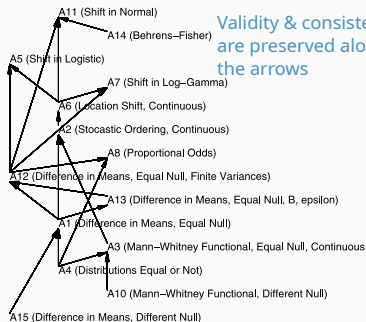 A11 (Shift in Normal)
Validity & consiste
A14 (Behrens–Fisher)
are preserved alo
the arrows
A5 (Shift in Logistic)
A7 (Shift in Log–Gamma)
A6 (Location Shift, Continuous)
A2 (Stocastic Ordering, Continuous)
A8 (Proportional Odds)
A12 (Difference in Means, Equal Null, Finite Variances)
A13 (Difference in Means, Equal Null, B, epsilon)
A1 (Difference in Means, Equal Null)
A3 (Mann–Whitney Functional, Equal Null, Continuous
A4 (Distributions Equal or Not)
A10 (Mann–Whitney Functional, Different Null)
A15 (Difference in Means, Different Null)